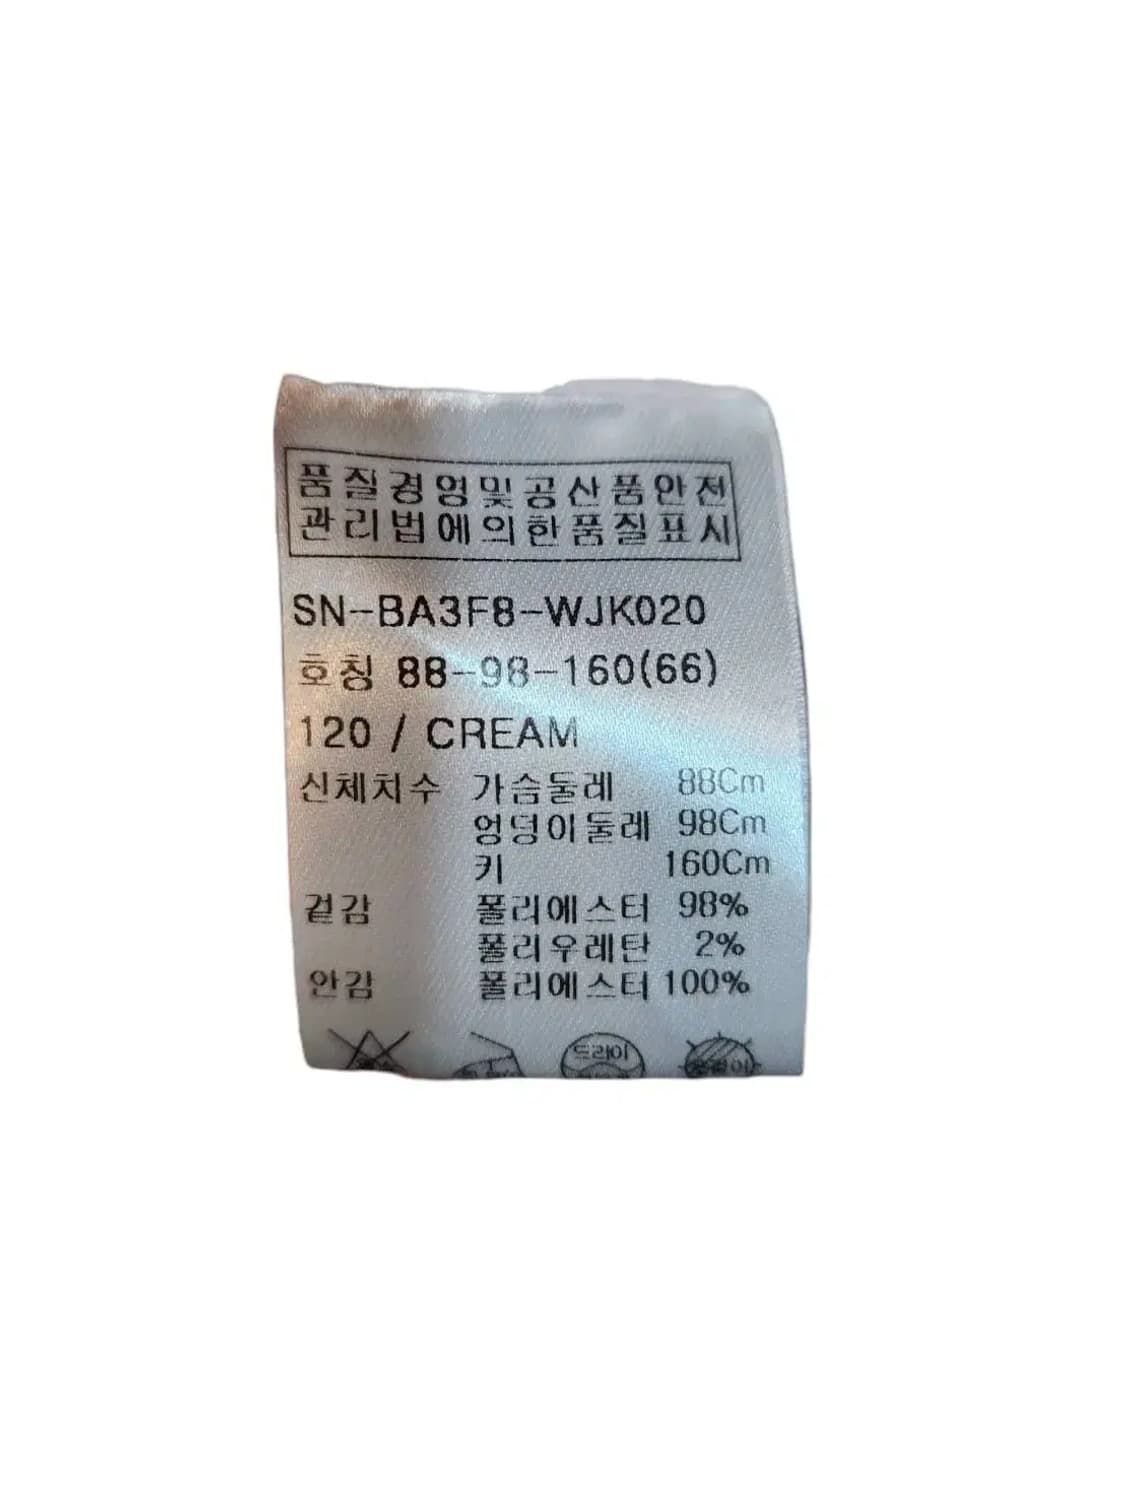 품질경영및공산품안전
관리법에의한품질표시
SN-BA3F8-WJK020
호칭 88-98-160(66)
120 / CREAM
신체치수 가슴둘레 88Cm
엉덩이둘레 98Cm
키 160Cm
겉감 폴리에스터 98%
폴리우레탄 2%
안감 폴리에스터 100%
드라이